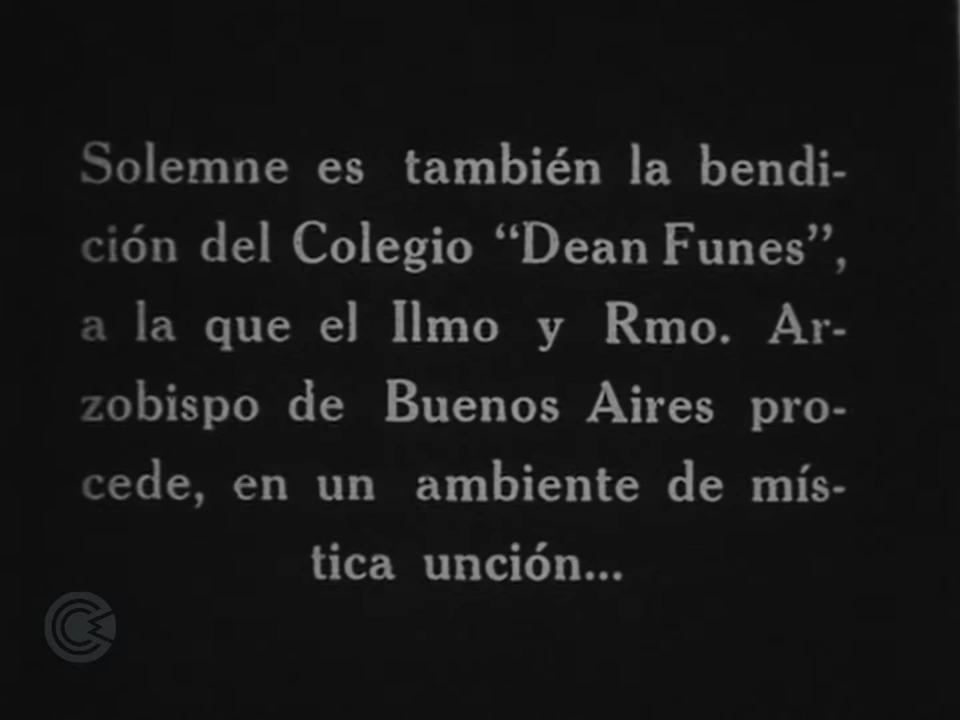 Solemne es también la bendi-
ción del Colegio “Dean Funes”,
a la que el Ilmo y Rmo. Ar-
zobispo de Buenos Aires pro-
cede, en un ambiente de mís-
tica unción...